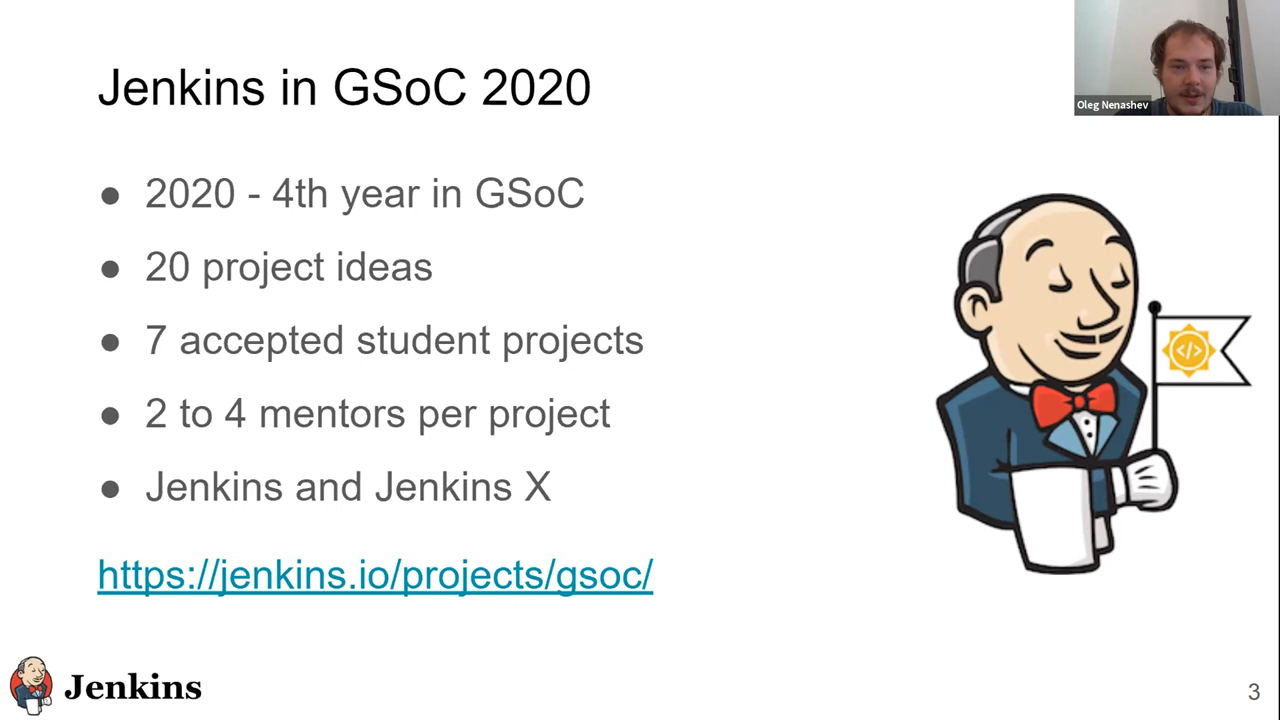 Jenkins in GSoC 2020
Oleg Nenashev
● 2020 - 4th year in GSoC
● 20 project ideas
● 7 accepted student projects
● 2 to 4 mentors per project
● Jenkins and Jenkins X
</>
https://jenkins.io/projects/gsoc/
Jenkins
3